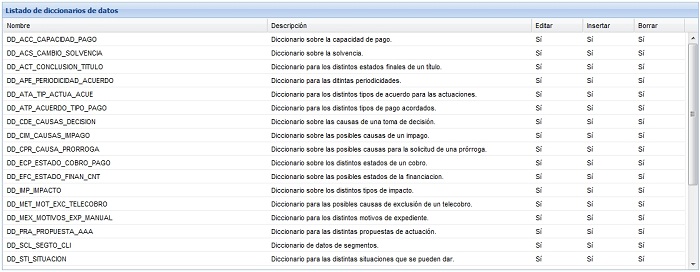 Listado de diccionarios de datos
Nombre Descripción Editar Insertar Borrar
DD_ACC_CAPACIDAD_PAGO Diccionario sobre la capacidad de pago. Sí Sí Sí
DD_ACS_CAMBIO_SOLVENCIA Diccionario sobre la solvencia. Sí Sí Sí
DD_ACT_CONCLUSION_TITULO Diccionario para los distintos estados finales de un título. Sí Sí Sí
DD_APE_PERIODICIDAD_ACUERDO Diccionario para las ditintas periodicidades. Sí Sí Sí
DD_ATA_TIP_ACTUA_ACUE Diccionario para los distintos tipos de acuerdo para las actuaciones. Sí Sí Sí
DD_ATP_ACUERDO_TIPO_PAGO Diccionario para los distintos tipos de pago acordados. Sí Sí Sí
DD_CDE_CAUSAS_DECISION Diccionario sobre las causas de una toma de decisión. Sí Sí Sí
DD_CIM_CAUSAS_IMPAGO Diccionario sobre las posibles causas de un impago. Sí Sí Sí
DD_CPR_CAUSA_PRORROGA Diccionario sobre las posibles causas para la solicitud de una prórroga. Sí Sí Sí
DD_ECP_ESTADO_COBRO_PAGO Diccionario sobre los distintos estados de un cobro. Sí Sí Sí
DD_EFC_ESTADO_FINAN_CNT Diccionario sobre las posibles estados de la financiacion. Sí Sí Sí
DD_IMP_IMPACTO Diccionario sobre los distintos tipos de impacto. Sí Sí Sí
DD_MET_MOT_EXC_TELECOBRO Diccionario para las posibles causas de exclusión de un telecobro. Sí Sí Sí
DD_MEX_MOTIVOS_EXP_MANUAL Diccionario para los distintos motivos de expediente. Sí Sí Sí
DD_PRA_PROPUESTA_AAA Diccionario para las distintas propuestas de actuación. Sí Sí Sí
DD_SCL_SEGTO_CLI Diccionario de datos de segmentos. Sí Sí Sí
DD_STI_SITUACION Diccionario para las distintas situaciones que se pueden dar. Sí Sí Sí